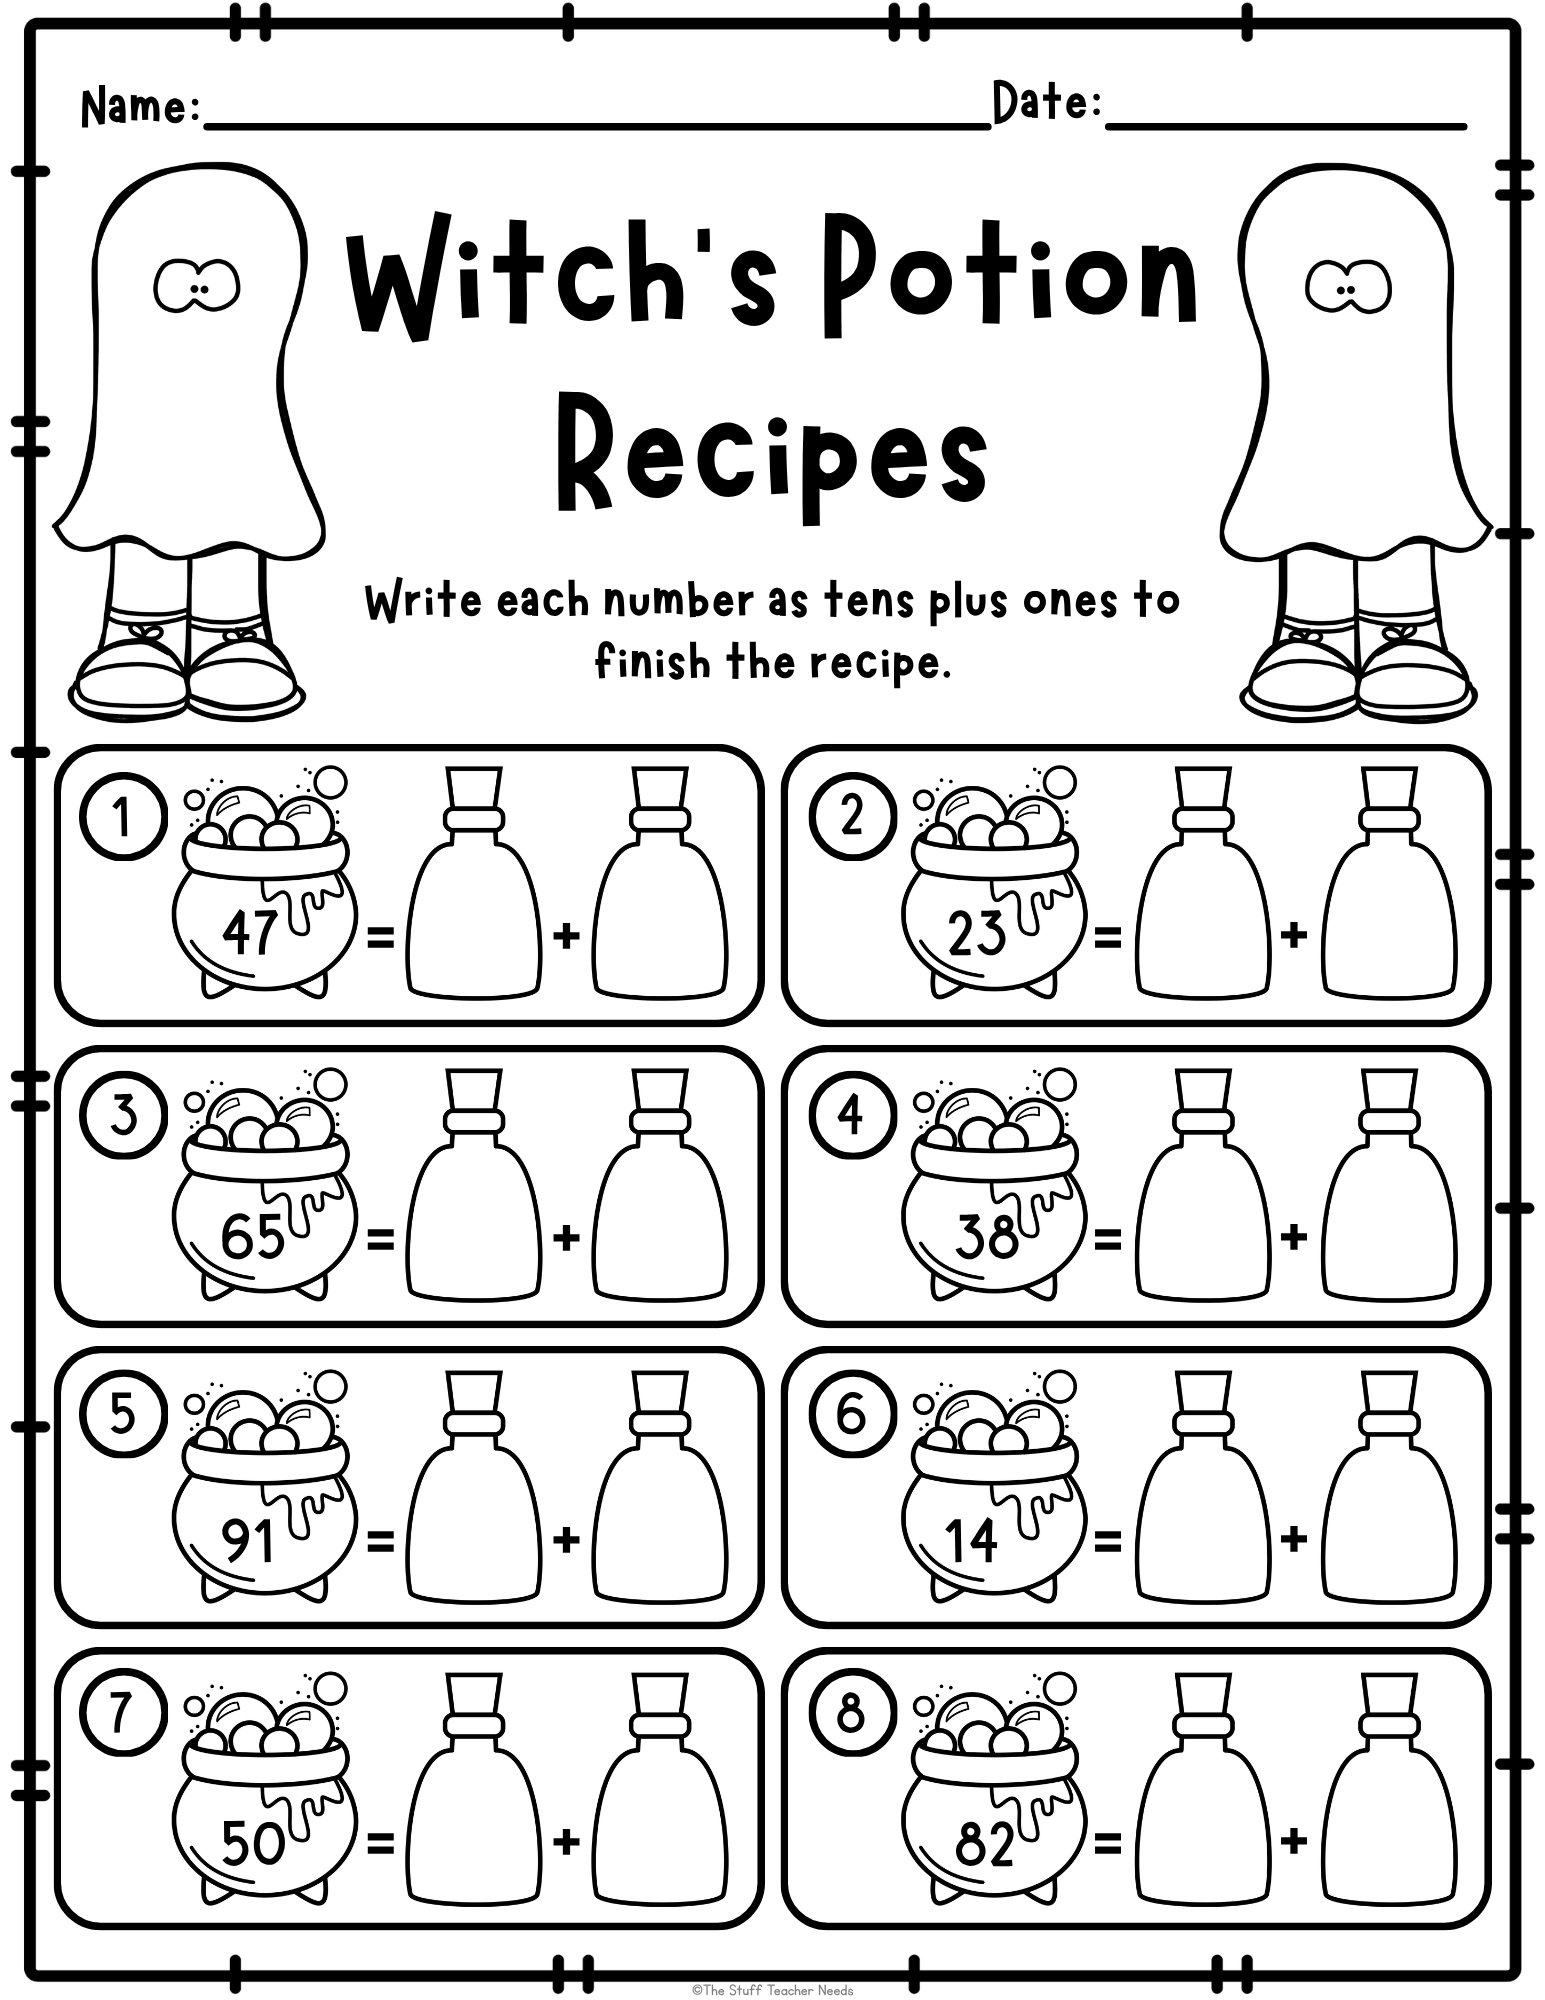 Name: Date:
Witch's Potion
Recipes
Write each number as tens plus ones to
finish the recipe.
1 47 = +
2 23 = +
3 65 = +
4 38 = +
5 91 = +
6 14 = +
7 50 = +
8 82 = +
©The Stuff Teacher Needs